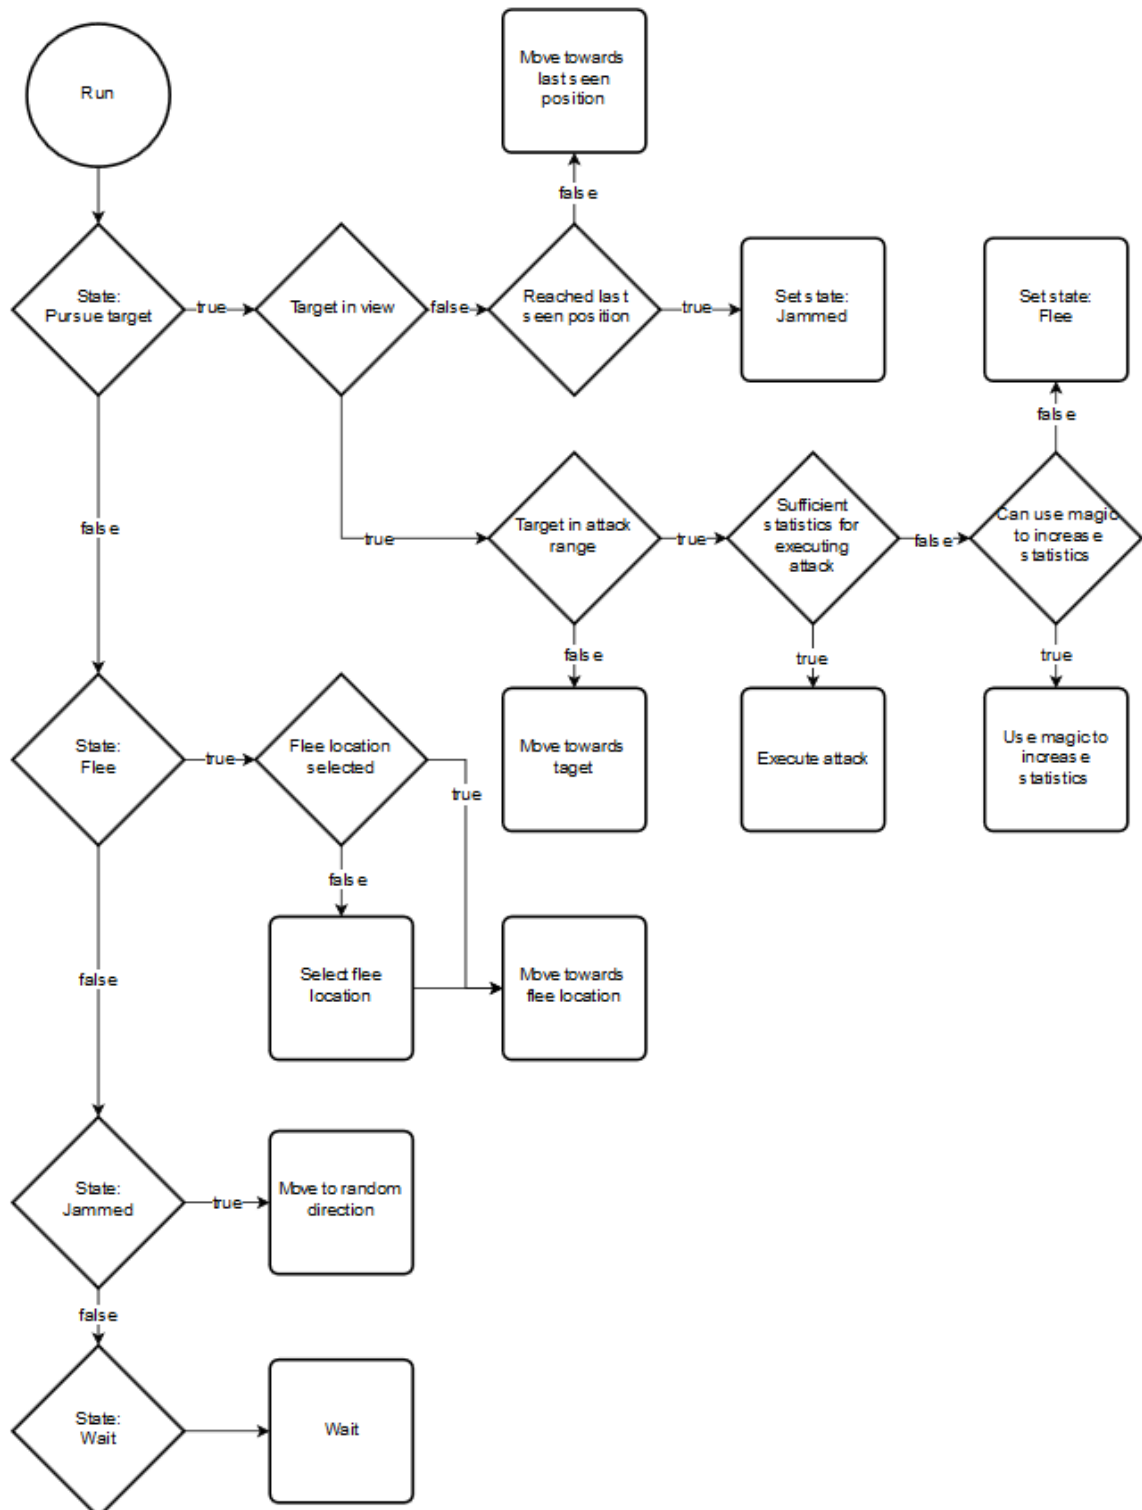 Move towards
last seen
position
Run
false
State:
Pursue target
true
Target in view
false
Reached last
seen position
true
Set state:
Jammed
Set state:
Flee
false
false
true
Target in attack
range
true
Sufficient
statistics for
executing
attack
false
Can use magic
to increase
statistics
false
true
true
State:
Flee
true
Flee location
selected
true
Move towards
taget
Execute attack
Use magic to
increase
statistics
false
false
Select flee
location
Move towards
flee location
State:
Jammed
true
Move to random
direction
false
State:
Wait
Wait